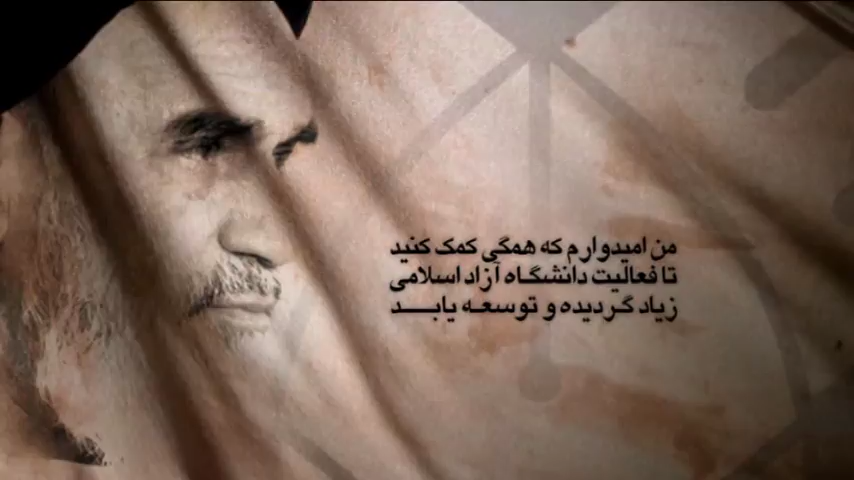 من امیدوارم که همگی کمک کنید
تا فعالیت دانشگاه آزاد اسلامی
زیاد گردیده و توسعه یابد